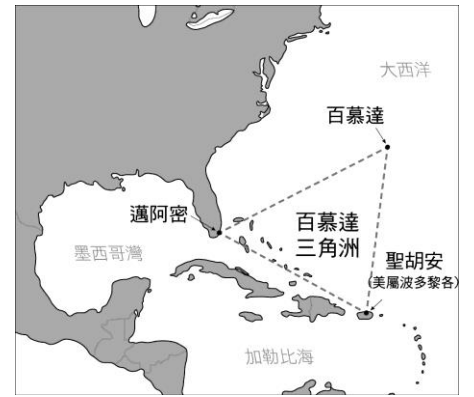 大西洋
百慕達
邁阿密
百慕達
三角洲
墨西哥灣
聖胡安
(美屬波多黎各)
加勒比海